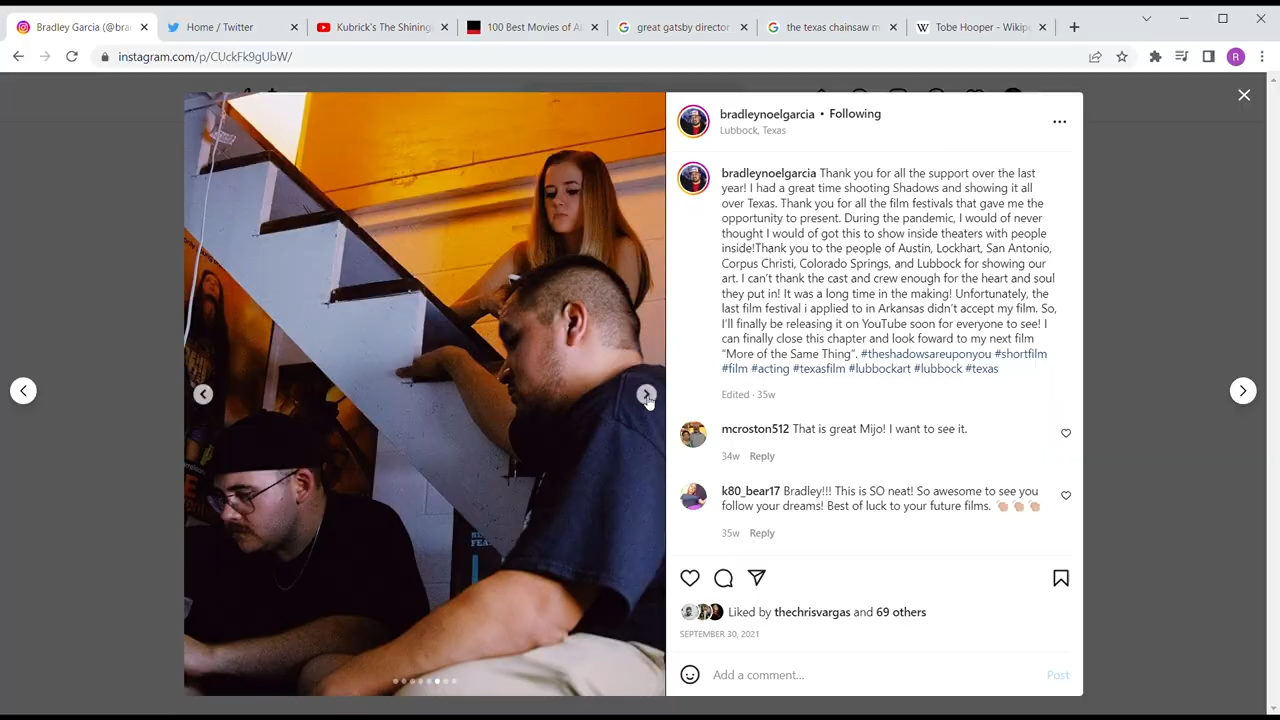 Bradley Garcia (@bra
Home / Twitter
Kubrick's The Shining
100 Best Movies of Al
great gatsby director
the texas chainsaw m
Tobe Hooper - Wikipe
instagram.com/p/CUckFk9gUbW/
R
bradleynoelgarcia • Following
Lubbock, Texas
bradleynoelgarcia Thank you for all the support over the last
year! I had a great time shooting Shadows and showing it all
over Texas. Thank you for all the film festivals that gave me the
opportunity to present. During the pandemic, I would of never
thought I would of got this to show inside theaters with people
inside!Thank you to the people of Austin, Lockhart, San Antonio,
Corpus Christi, Colorado Springs, and Lubbock for showing our
art. I can't thank the cast and crew enough for the heart and soul
they put in! It was a long time in the making! Unfortunately, the
last film festival i applied to in Arkansas didn't accept my film. So,
I'll finally be releasing it on YouTube soon for everyone to see! I
can finally close this chapter and look foward to my next film
“More of the Same Thing”. #theshadowsareuponyou #shortfilm
#film #acting #texasfilm #lubbockart #lubbock #texas
Edited · 35w
mcroston512 That is great Mijo! I want to see it.
34w Reply
k80_bear17 Bradley!!! This is SO neat! So awesome to see you
follow your dreams! Best of luck to your future films. 👏🏼 👏🏼 👏🏼
35w Reply
Liked by thechrisvargas and 69 others
SEPTEMBER 30, 2021
Add a comment...
Post